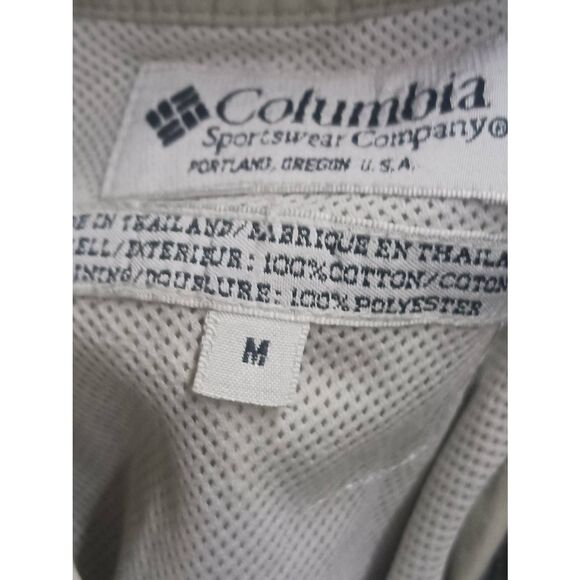 Columbia
Sportswear Company®
PORTLAND, OREGON U.S.A.
E IN THAILAND/FABRIQUE EN THAILA
ELL/EXTERIEUR: 100% COTTON/COTON
INING/DOUBLURE: 100% POLYESTER
M